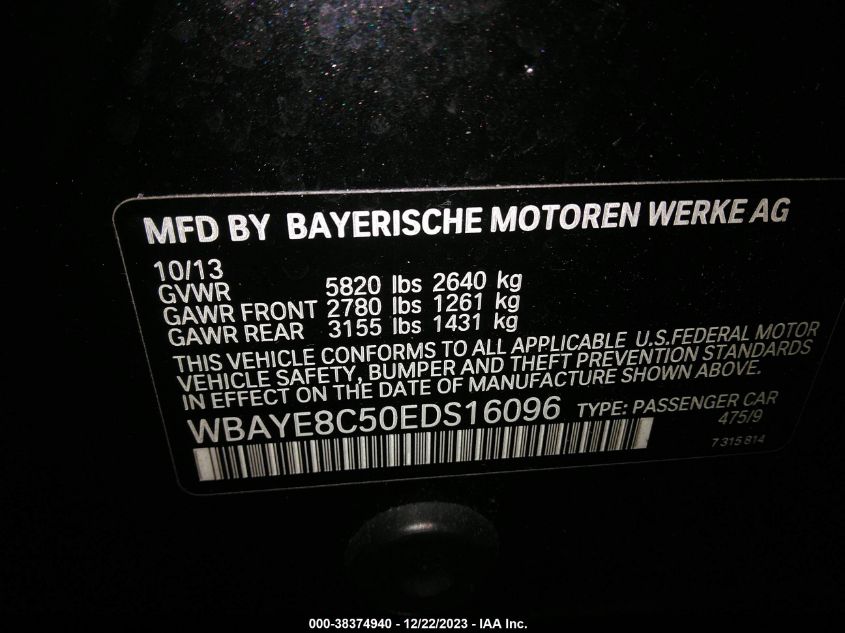 MFD BY BAYERISCHE MOTOREN WERKE AG
10/13
GVWR 5820 lbs 2640 kg
GAWR FRONT 2780 lbs 1261 kg
GAWR REAR 3155 lbs 1431 kg
THIS VEHICLE CONFORMS TO ALL APPLICABLE U.S.FEDERAL MOTOR
VEHICLE SAFETY, BUMPER AND THEFT PREVENTION STANDARDS
IN EFFECT ON THE DATE OF MANUFACTURE SHOWN ABOVE.
WBAYE8C50EDS16096 TYPE: PASSENGER CAR
475/9
7 315 814
000-38374940 - 12/22/2023 - IAA Inc.